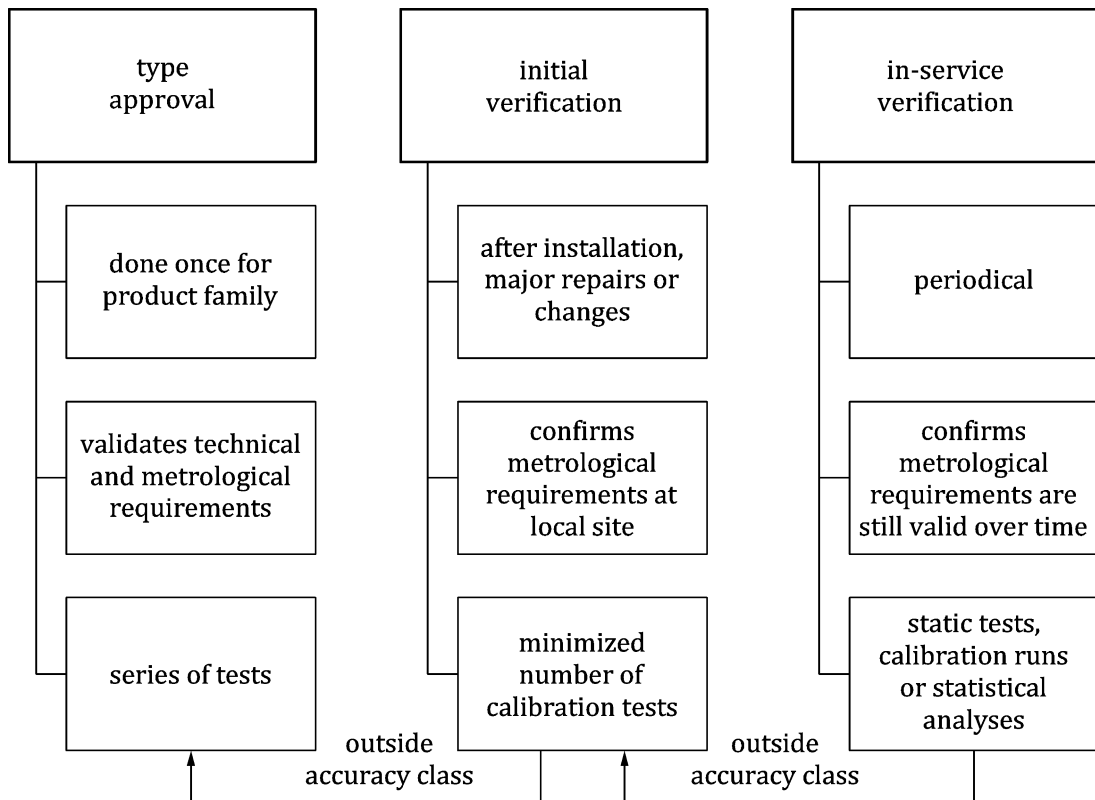 type
approval
done once for
product family
validates technical
and metrological
requirements
series of tests
initial
verification
after installation,
major repairs or
changes
confirms
metrological
requirements at
local site
minimized
number of
calibration tests
in-service
verification
periodical
confirms
metrological
requirements are
still valid over time
static tests,
calibration runs
or statistical
analyses
outside
accuracy class
outside
accuracy class